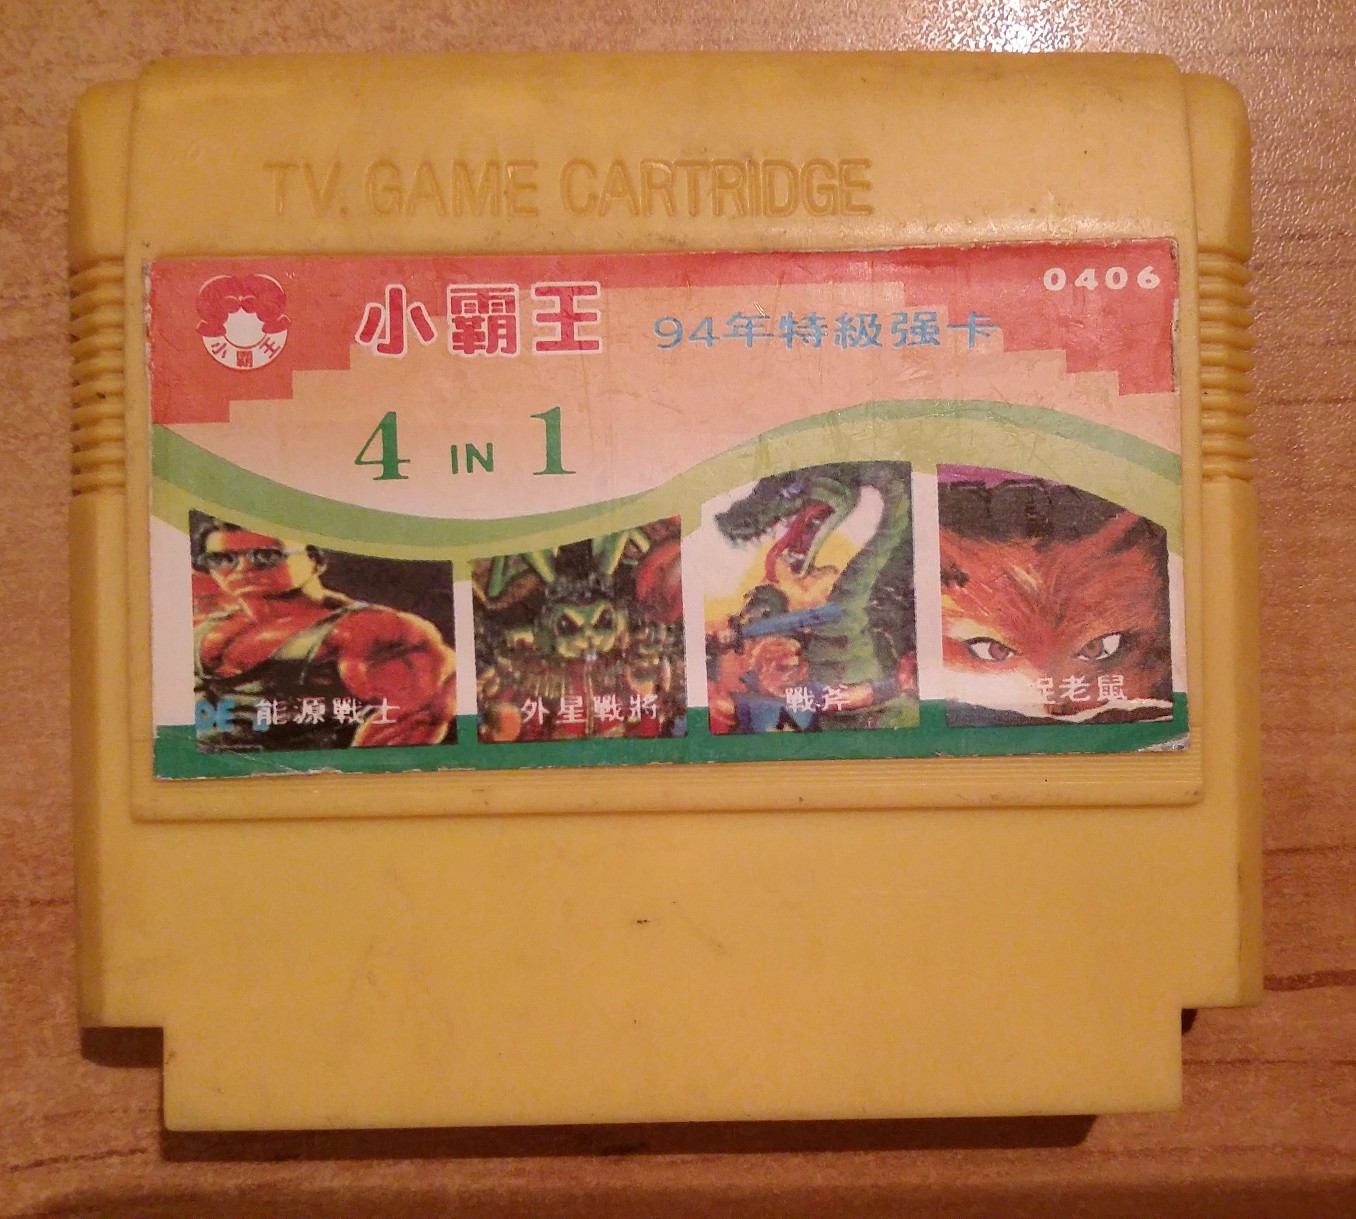 TV. GAME CARTRIDGE
0406
小霸王
小霸王
94年特級强卡
4 IN 1
能源戰士
外星戰將
戰斧
捉老鼠